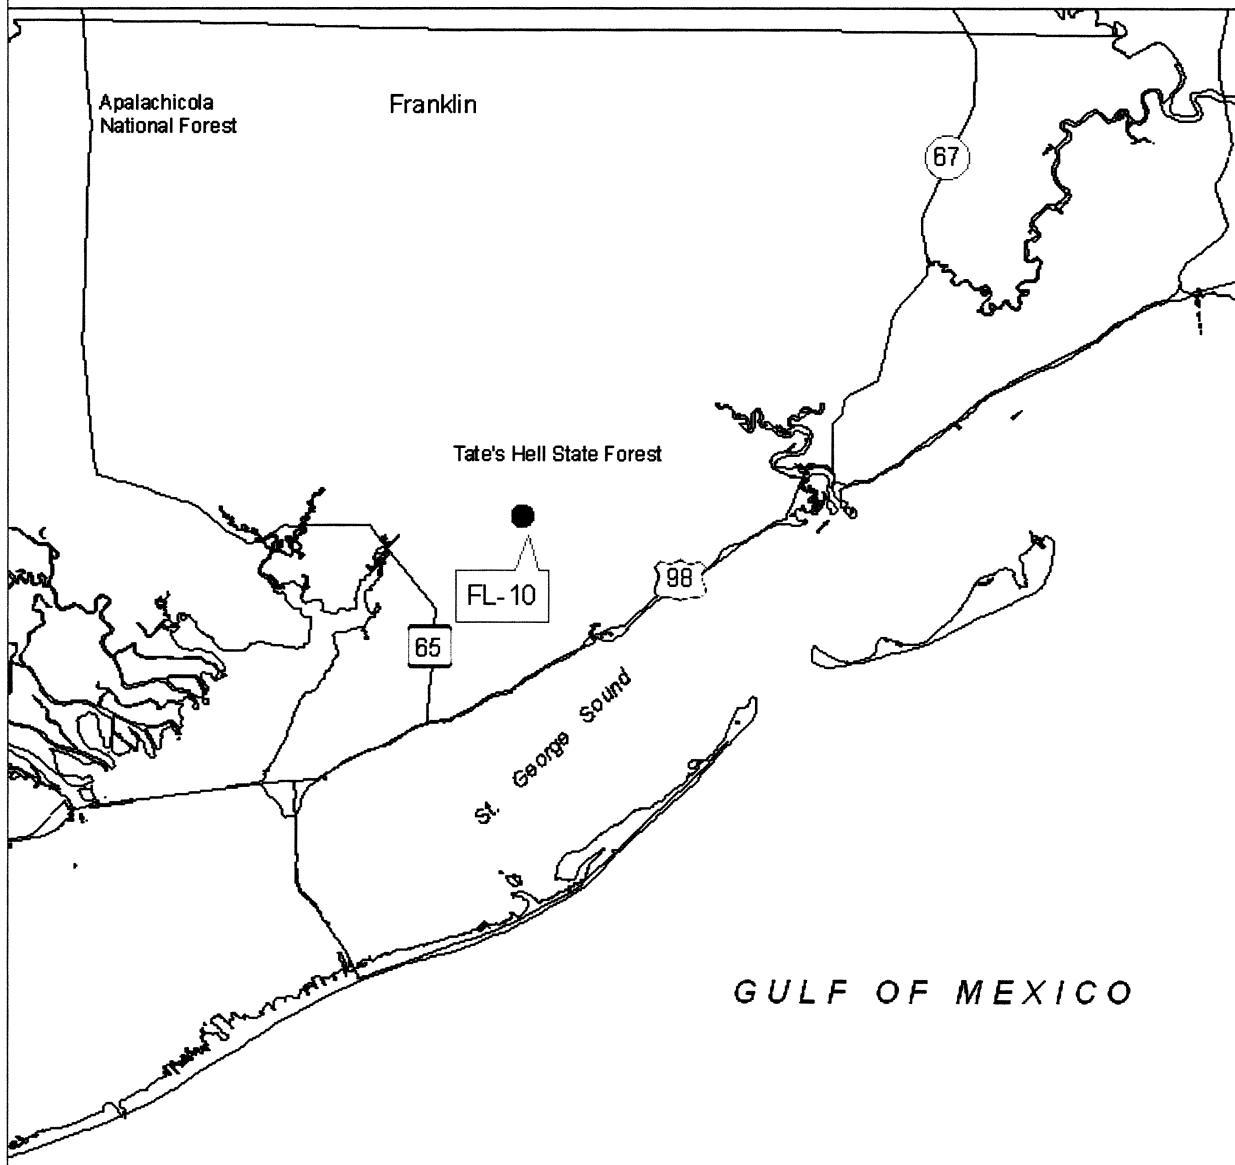 Apalachicola
National Forest
Franklin
67
Tate's Hell State Forest
FL-10
98
65
St. George Sound
GULF OF MEXICO